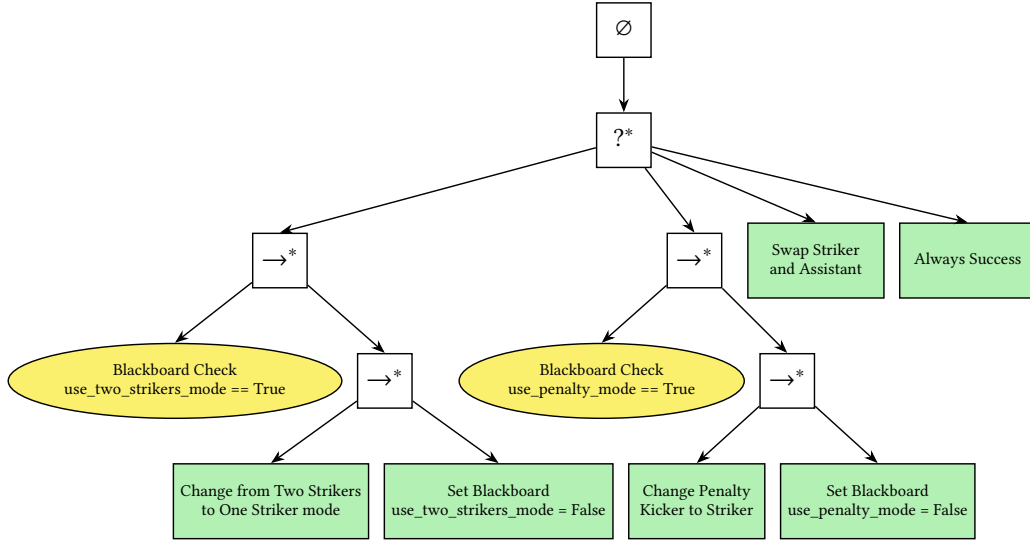 ∅
?*
→*
→*
Swap Striker
and Assistant
Always Success
Blackboard Check
use_two_strikers_mode == True
→*
Blackboard Check
use_penalty_mode == True
→*
Change from Two Strikers
to One Striker mode
Set Blackboard
use_two_strikers_mode = False
Change Penalty
Kicker to Striker
Set Blackboard
use_penalty_mode = False